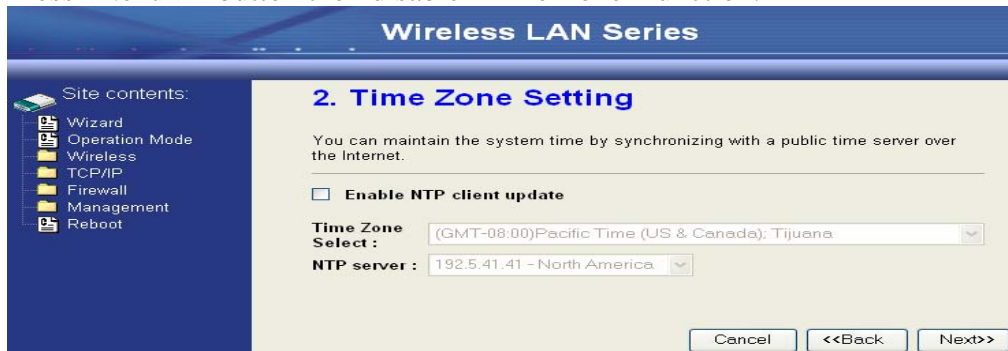 Wireless LAN Series
Site contents:
Wizard
Operation Mode
Wireless
TCP/IP
Firewall
Management
Reboot
2. Time Zone Setting
You can maintain the system time by synchronizing with a public time server over
the Internet.
Enable NTP client update
Time Zone
Select :
(GMT-08:00)Pacific Time (US & Canada); Tijuana
NTP server :
192.5.41.41 - North America
Cancel
<<Back
Next>>